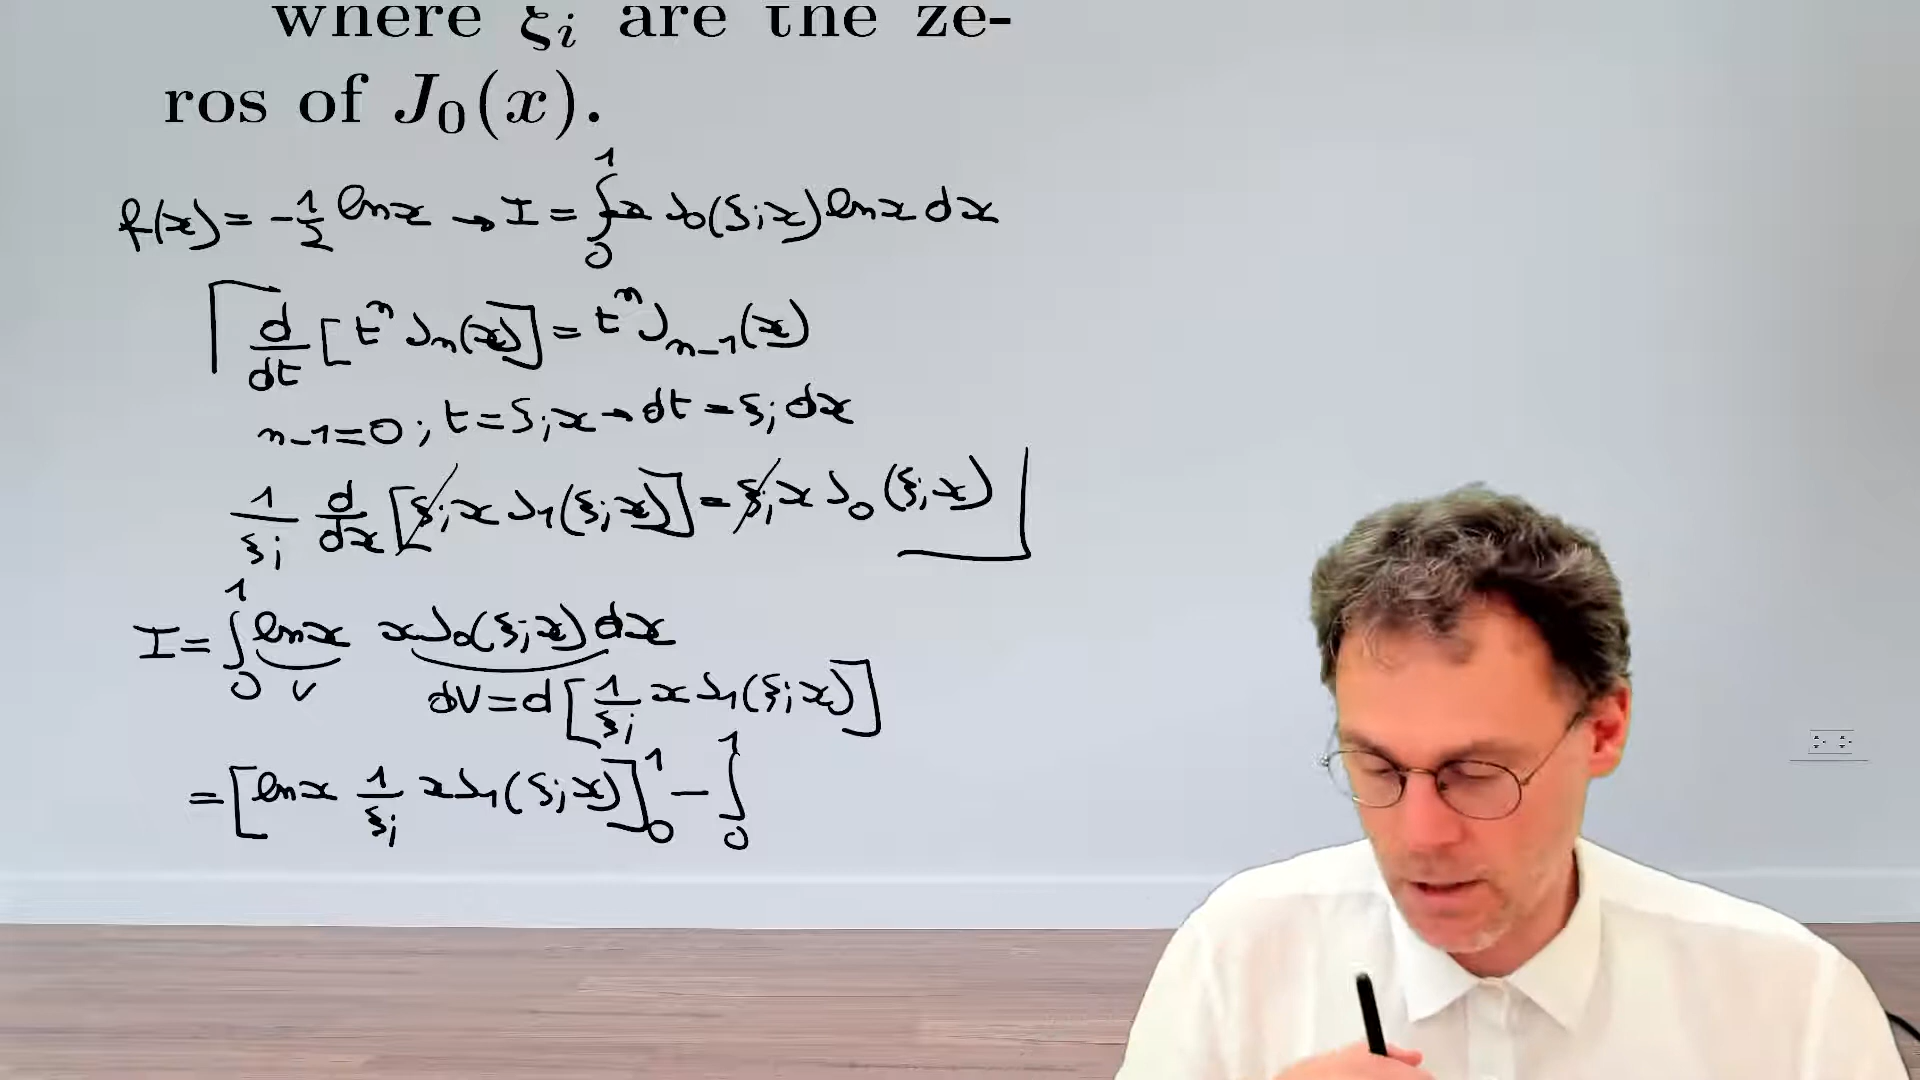 where ξᵢ are the ze-
ros of J₀(x).
f(x) = -1/2 ln x → I = ∫₀¹ x J₀(ξᵢx) ln x dx
d/dt [tⁿ Jₙ(x)] = tⁿ Jₙ₋₁(x)
n-1=0; t = ξᵢx → dt = ξᵢ dx
1/ξᵢ d/dx [ξᵢ x J₁(ξᵢx)] = ξᵢ x J₀(ξᵢx)
I = ∫₀¹ ln x x J₀(ξᵢx) dx
v dV = d[1/ξᵢ x J₁(ξᵢx)]
= [ln x 1/ξᵢ x J₁(ξᵢx)]₀¹ - ∫₀¹